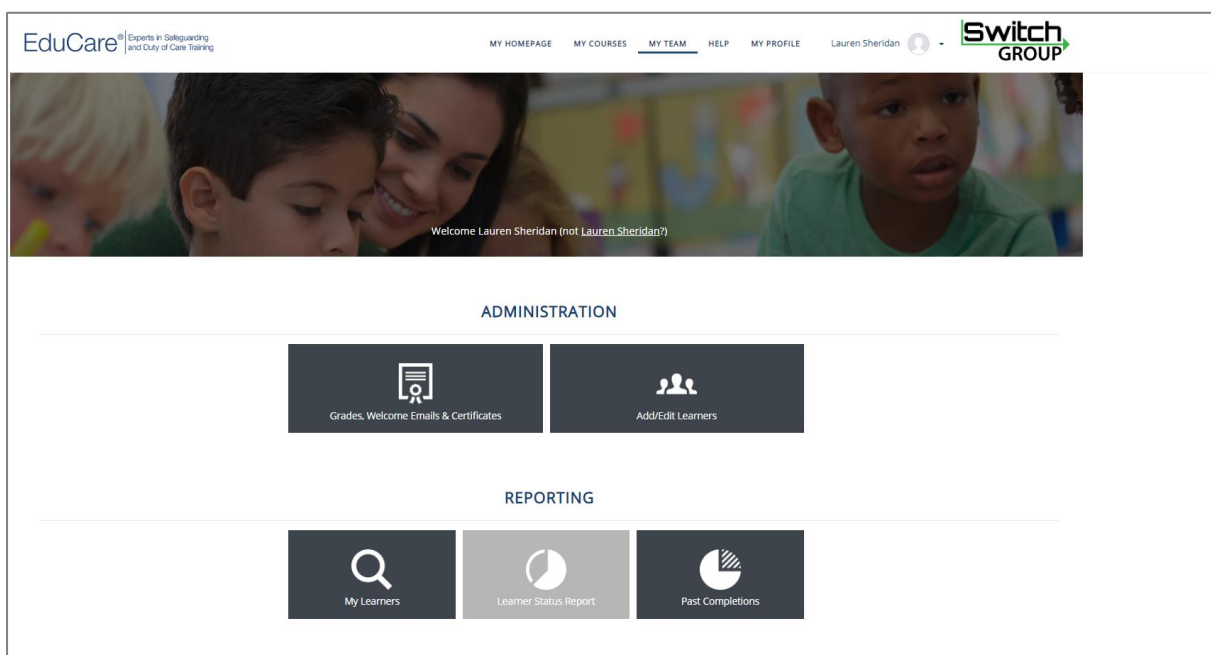 EduCare® Experts in Safeguarding
and Duty of Care Training
MY HOMEPAGE MY COURSES MY TEAM HELP MY PROFILE Lauren Sheridan
Switch
GROUP
Welcome Lauren Sheridan (not Lauren Sheridan?)
ADMINISTRATION
Grades, Welcome Emails & Certificates
Add/Edit Learners
REPORTING
My Learners
Learner Status Report
Past Completions